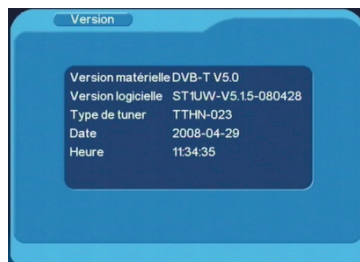 Version
Version matérielle DVB-T V5.0
Version logicielle ST1UW-V5.1.5-080428
Type de tuner TTHN-023
Date 2008-04-29
Heure 11:34:35